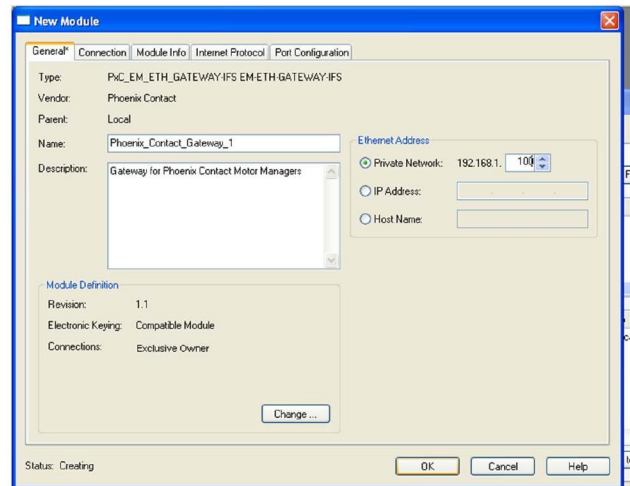 New Module
General* Connection Module Info Internet Protocol Port Configuration
Type: PxC_EM_ETH_GATEWAY-IFS EM-ETH-GATEWAY-IFS
Vendor: Phoenix Contact
Parent: Local
Name: Phoenix_Contact_Gateway_1
Description: Gateway for Phoenix Contact Motor Managers
Ethernet Address
Private Network: 192.168.1. 100
IP Address:
Host Name:
Module Definition
Revision: 1.1
Electronic Keying: Compatible Module
Connections: Exclusive Owner
Change ...
Status: Creating
OK Cancel Help